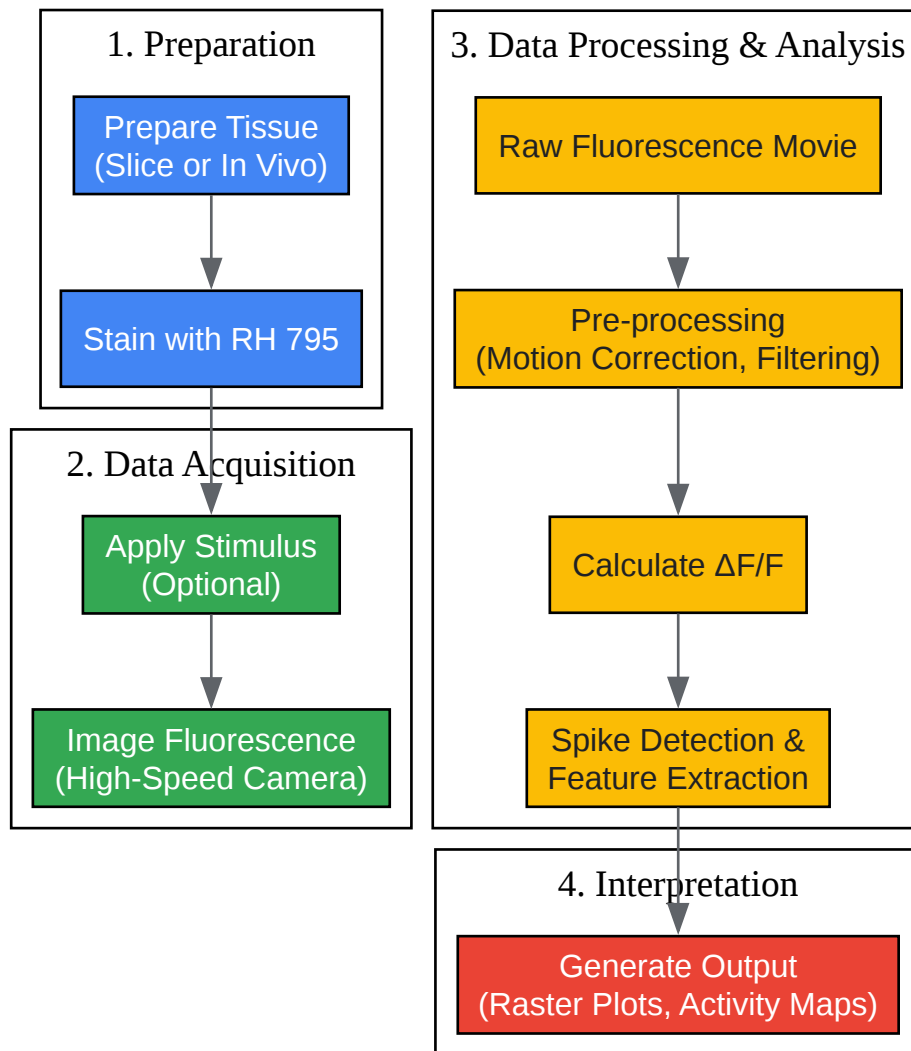 1. Preparation
Prepare Tissue
(Slice or In Vivo)
Stain with RH 795
2. Data Acquisition
Apply Stimulus
(Optional)
Image Fluorescence
(High-Speed Camera)
3. Data Processing & Analysis
Raw Fluorescence Movie
Pre-processing
(Motion Correction, Filtering)
Calculate ΔF/F
Spike Detection &
Feature Extraction
4. Interpretation
Generate Output
(Raster Plots, Activity Maps)